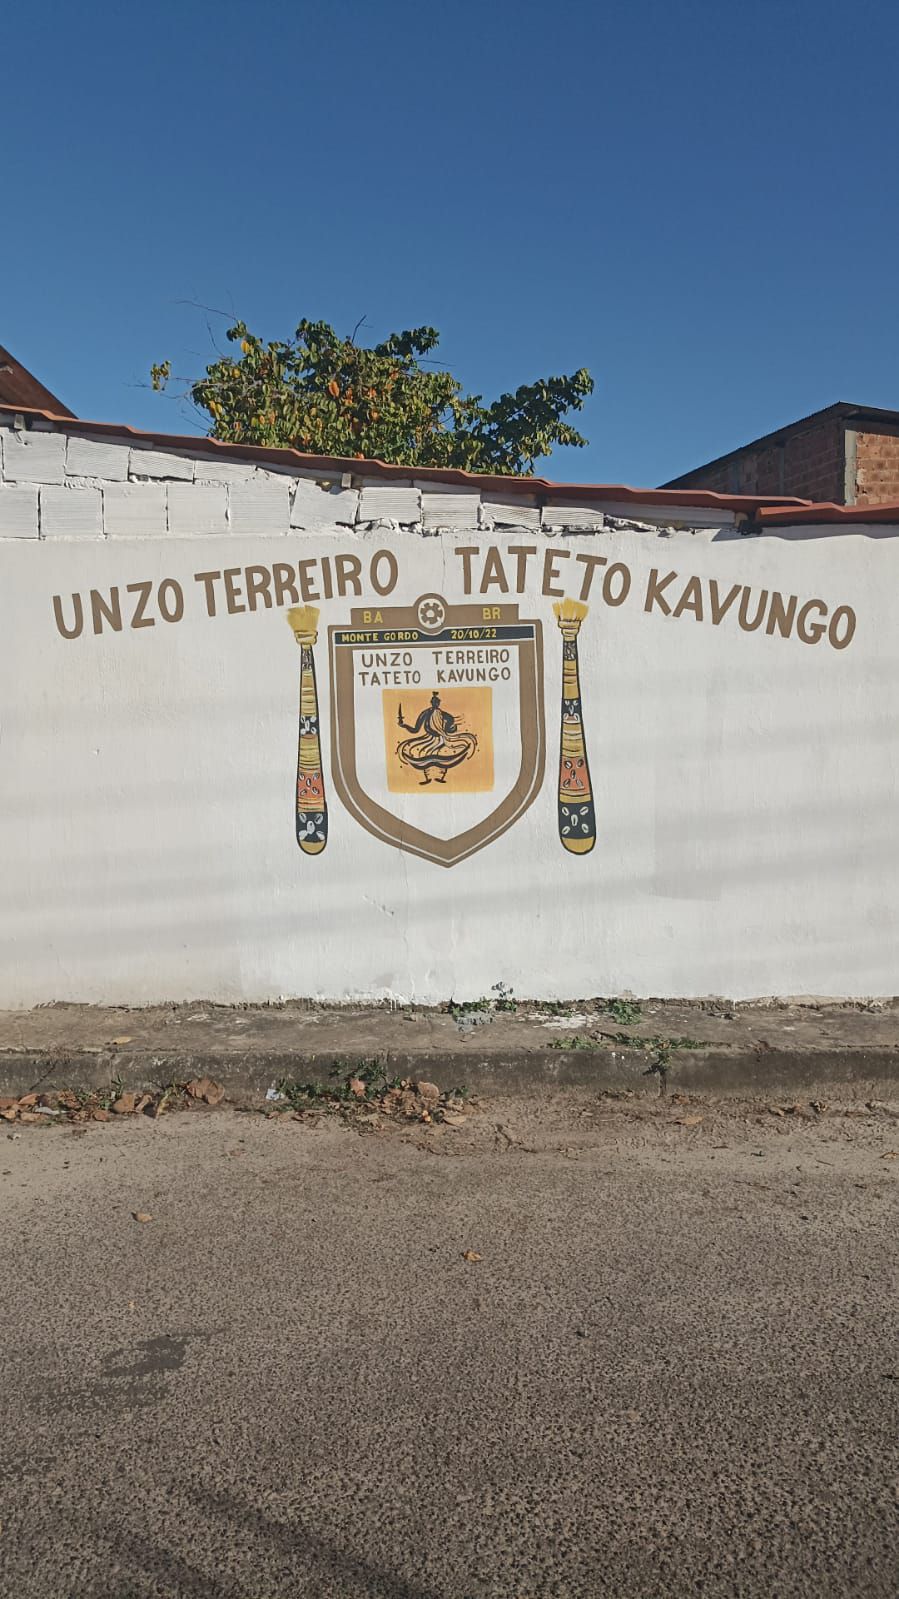 UNZO TERREIRO TATETO KAVUNGO
BA BR
MONTE GORDO 20/10/22
UNZO TERREIRO
TATETO KAVUNGO